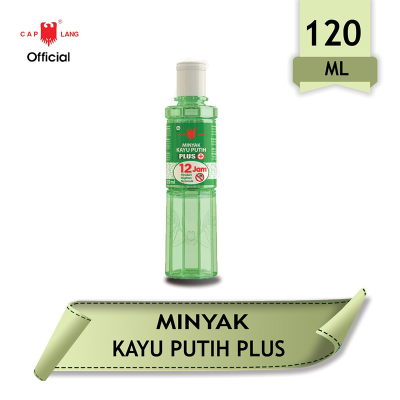 CAP LANG
Official
120
ML
MINYAK
KAYU PUTIH
PLUS
12 Jam
MINYAK
KAYU PUTIH PLUS